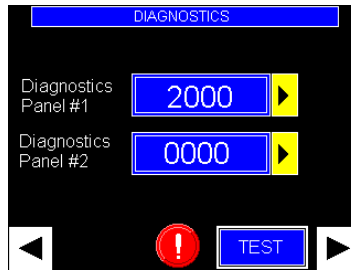 DIAGNOSTICS
Diagnostics
Panel #1
2000
Diagnostics
Panel #2
0000
!
TEST